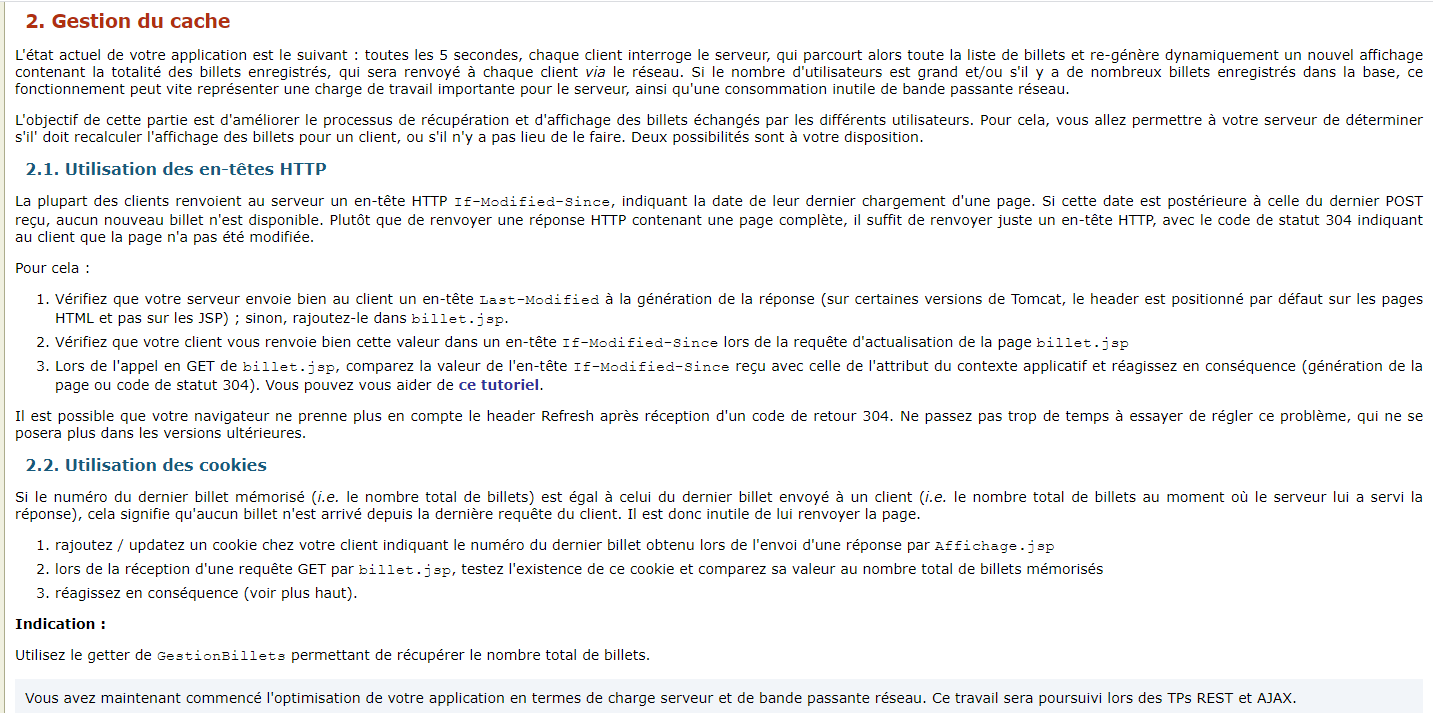 2. Gestion du cache
L'état actuel de votre application est le suivant : toutes les 5 secondes, chaque client interroge le serveur, qui parcourt alors toute la liste de billets et re-génère dynamiquement un nouvel affichage
contenant la totalité des billets enregistrés, qui sera renvoyé à chaque client via le réseau. Si le nombre d'utilisateurs est grand et/ou s'il y a de nombreux billets enregistrés dans la base, ce
fonctionnement peut vite représenter une charge de travail importante pour le serveur, ainsi qu'une consommation inutile de bande passante réseau.
L'objectif de cette partie est d'améliorer le processus de récupération et d'affichage des billets échangés par les différents utilisateurs. Pour cela, vous allez permettre à votre serveur de déterminer
s'il' doit recalculer l'affichage des billets pour un client, ou s'il n'y a pas lieu de le faire. Deux possibilités sont à votre disposition.
2.1. Utilisation des en-têtes HTTP
La plupart des clients renvoient au serveur un en-tête HTTP If-Modified-Since, indiquant la date de leur dernier chargement d'une page. Si cette date est postérieure à celle du dernier POST
reçu, aucun nouveau billet n'est disponible. Plutôt que de renvoyer une réponse HTTP contenant une page complète, il suffit de renvoyer juste un en-tête HTTP, avec le code de statut 304 indiquant
au client que la page n'a pas été modifiée.
Pour cela :
1. Vérifiez que votre serveur envoie bien au client un en-tête Last-Modified à la génération de la réponse (sur certaines versions de Tomcat, le header est positionné par défaut sur les pages
HTML et pas sur les JSP) ; sinon, rajoutez-le dans billet.jsp.
2. Vérifiez que votre client vous renvoie bien cette valeur dans un en-tête If-Modified-Since lors de la requête d'actualisation de la page billet.jsp
3. Lors de l'appel en GET de billet.jsp, comparez la valeur de l'en-tête If-Modified-Since reçu avec celle de l'attribut du contexte applicatif et réagissez en conséquence (génération de la
page ou code de statut 304). Vous pouvez vous aider de ce tutoriel.
Il est possible que votre navigateur ne prenne plus en compte le header Refresh après réception d'un code de retour 304. Ne passez pas trop de temps à essayer de régler ce problème, qui ne se
posera plus dans les versions ultérieures.
2.2. Utilisation des cookies
Si le numéro du dernier billet mémorisé (i.e. le nombre total de billets) est égal à celui du dernier billet envoyé à un client (i.e. le nombre total de billets au moment où le serveur lui a servi la
réponse), cela signifie qu'aucun billet n'est arrivé depuis la dernière requête du client. Il est donc inutile de lui renvoyer la page.
1. rajoutez / updatez un cookie chez votre client indiquant le numéro du dernier billet obtenu lors de l'envoi d'une réponse par Affichage.jsp
2. lors de la réception d'une requête GET par billet.jsp, testez l'existence de ce cookie et comparez sa valeur au nombre total de billets mémorisés
3. réagissez en conséquence (voir plus haut).
Indication :
Utilisez le getter de GestionBillets permettant de récupérer le nombre total de billets.
Vous avez maintenant commencé l'optimisation de votre application en termes de charge serveur et de bande passante réseau. Ce travail sera poursuivi lors des TPs REST et AJAX.